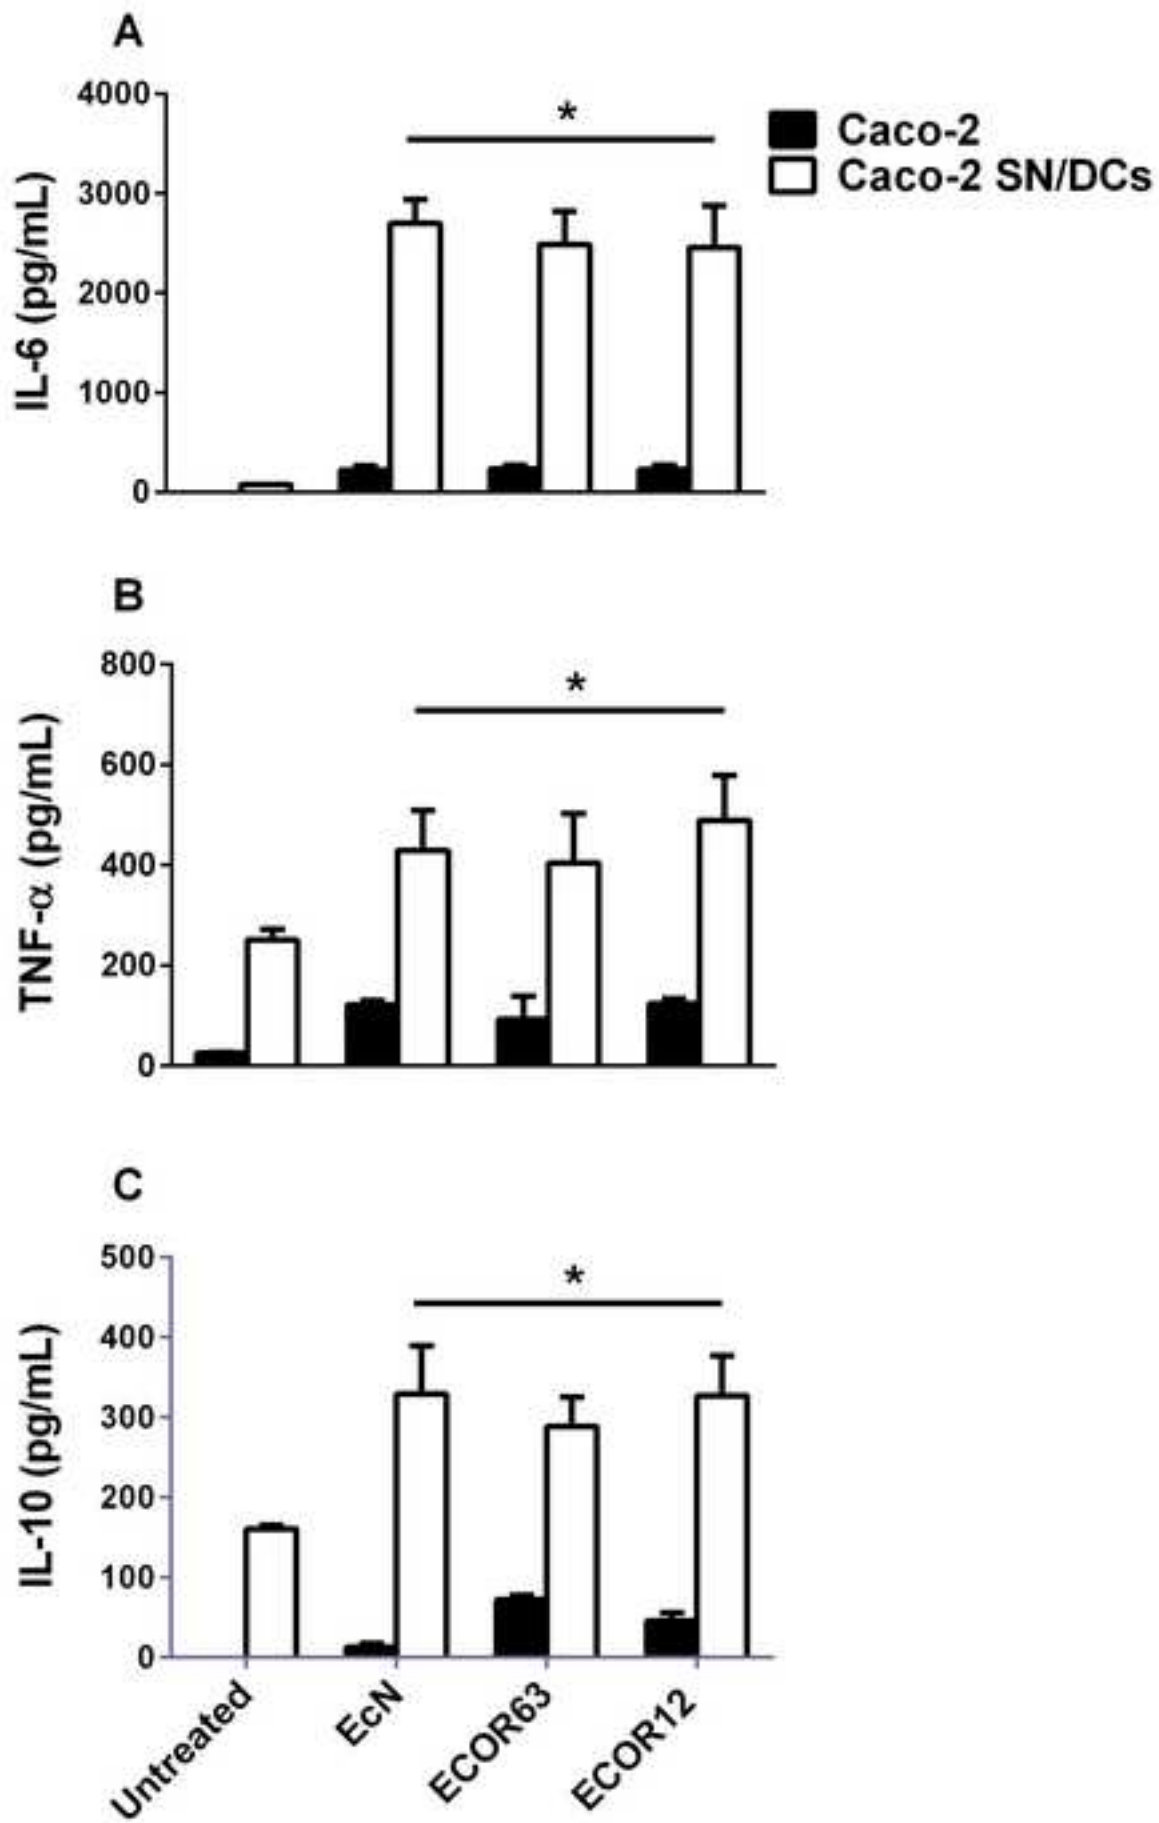 A
4000
3000
2000
1000
0
IL-6 (pg/mL)
*
Caco-2
Caco-2 SN/DCs
B
800
600
400
200
0
TNF-α (pg/mL)
*
C
500
400
300
200
100
0
IL-10 (pg/mL)
*
Untreated
EcN
ECOR63
ECOR12